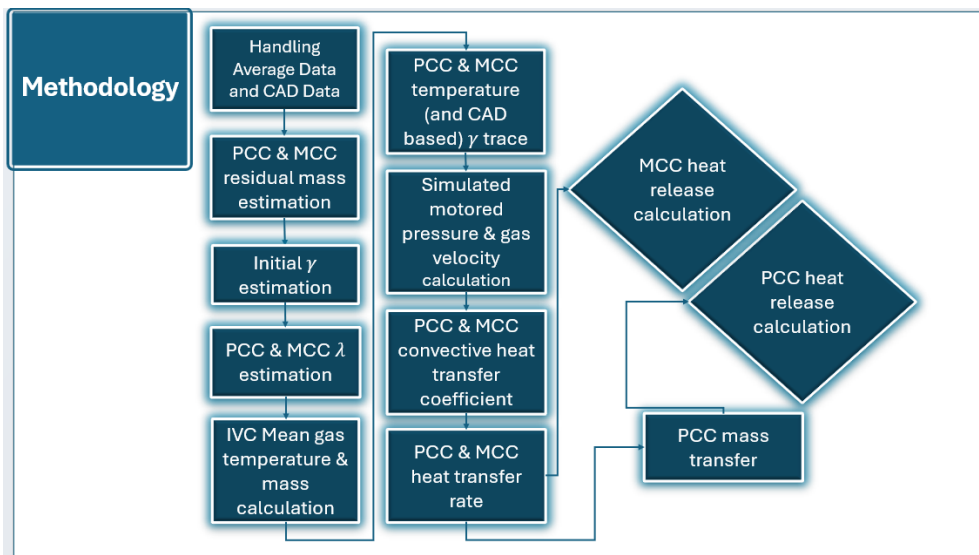 Methodology
Handling
Average Data
and CAD Data
PCC & MCC
residual mass
estimation
Initial γ
estimation
PCC & MCC λ
estimation
IVC Mean gas
temperature &
mass
calculation
PCC & MCC
temperature
(and CAD
based) γ trace
Simulated
motored
pressure & gas
velocity
calculation
PCC & MCC
convective heat
transfer
coefficient
PCC & MCC
heat transfer
rate
MCC heat
release
calculation
PCC mass
transfer
PCC heat
release
calculation